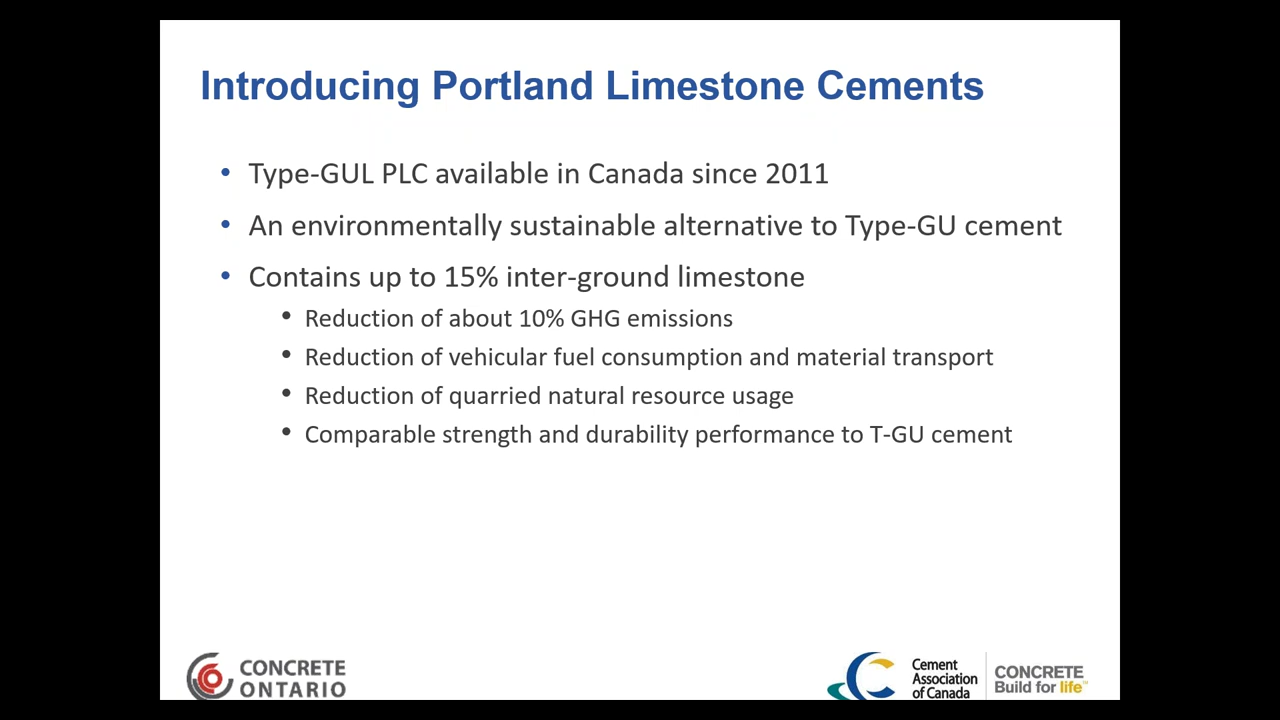 Introducing Portland Limestone Cements
• Type-GUL PLC available in Canada since 2011
• An environmentally sustainable alternative to Type-GU cement
• Contains up to 15% inter-ground limestone
• Reduction of about 10% GHG emissions
• Reduction of vehicular fuel consumption and material transport
• Reduction of quarried natural resource usage
• Comparable strength and durability performance to T-GU cement
CONCRETE
ONTARIO
Cement
Association
of Canada
CONCRETE
Build for life™